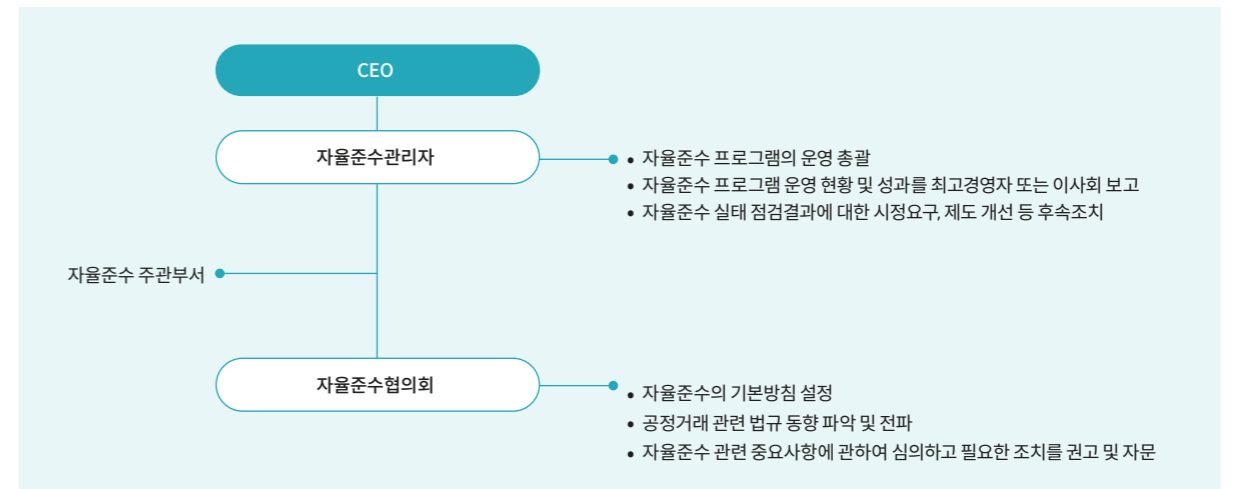 CEO
자율준수관리자
• 자율준수 프로그램의 운영 총괄
• 자율준수 프로그램 운영 현황 및 성과를 최고경영자 또는 이사회 보고
• 자율준수 실태 점검결과에 대한 시정요구, 제도 개선 등 후속조치
자율준수 주관부서
자율준수협의회
• 자율준수의 기본방침 설정
• 공정거래 관련 법규 동향 파악 및 전파
• 자율준수 관련 중요사항에 관하여 심의하고 필요한 조치를 권고 및 자문